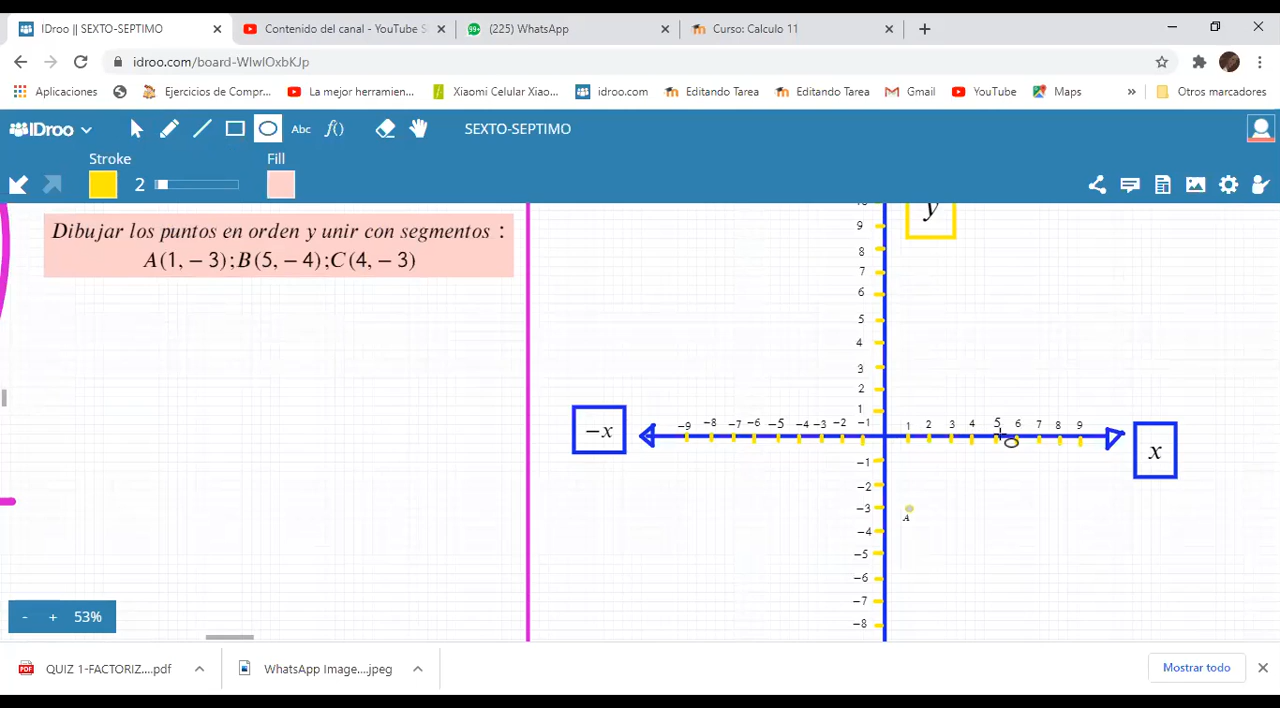 IDroo || SEXTO-SEPTIMO
Contenido del canal - YouTube S
99+
(225) WhatsApp
Curso: Calculo 11
idroo.com/board-WIwIOxbKJp
Aplicaciones
Ejercicios de Compr...
La mejor herramien...
Xiaomi Celular Xiao...
idroo.com
Editando Tarea
Editando Tarea
Gmail
YouTube
Maps
»
Otros marcadores
IDroo
Abc
f()
SEXTO-SEPTIMO
Stroke
2
Fill
Dibujar los puntos en orden y unir con segmentos :
A(1, − 3) ; B(5, − 4) ; C(4, − 3)
y
9
8
7
6
5
4
3
2
1
−x
−9 −8 −7 −6 −5 −4 −3 −2 −1
1 2 3 4 5 6 7 8 9
x
−1
−2
−3
A
−4
−5
−6
−7
−8
- + 53%
PDF
QUIZ 1-FACTORIZ....pdf
WhatsApp Image....jpeg
Mostrar todo